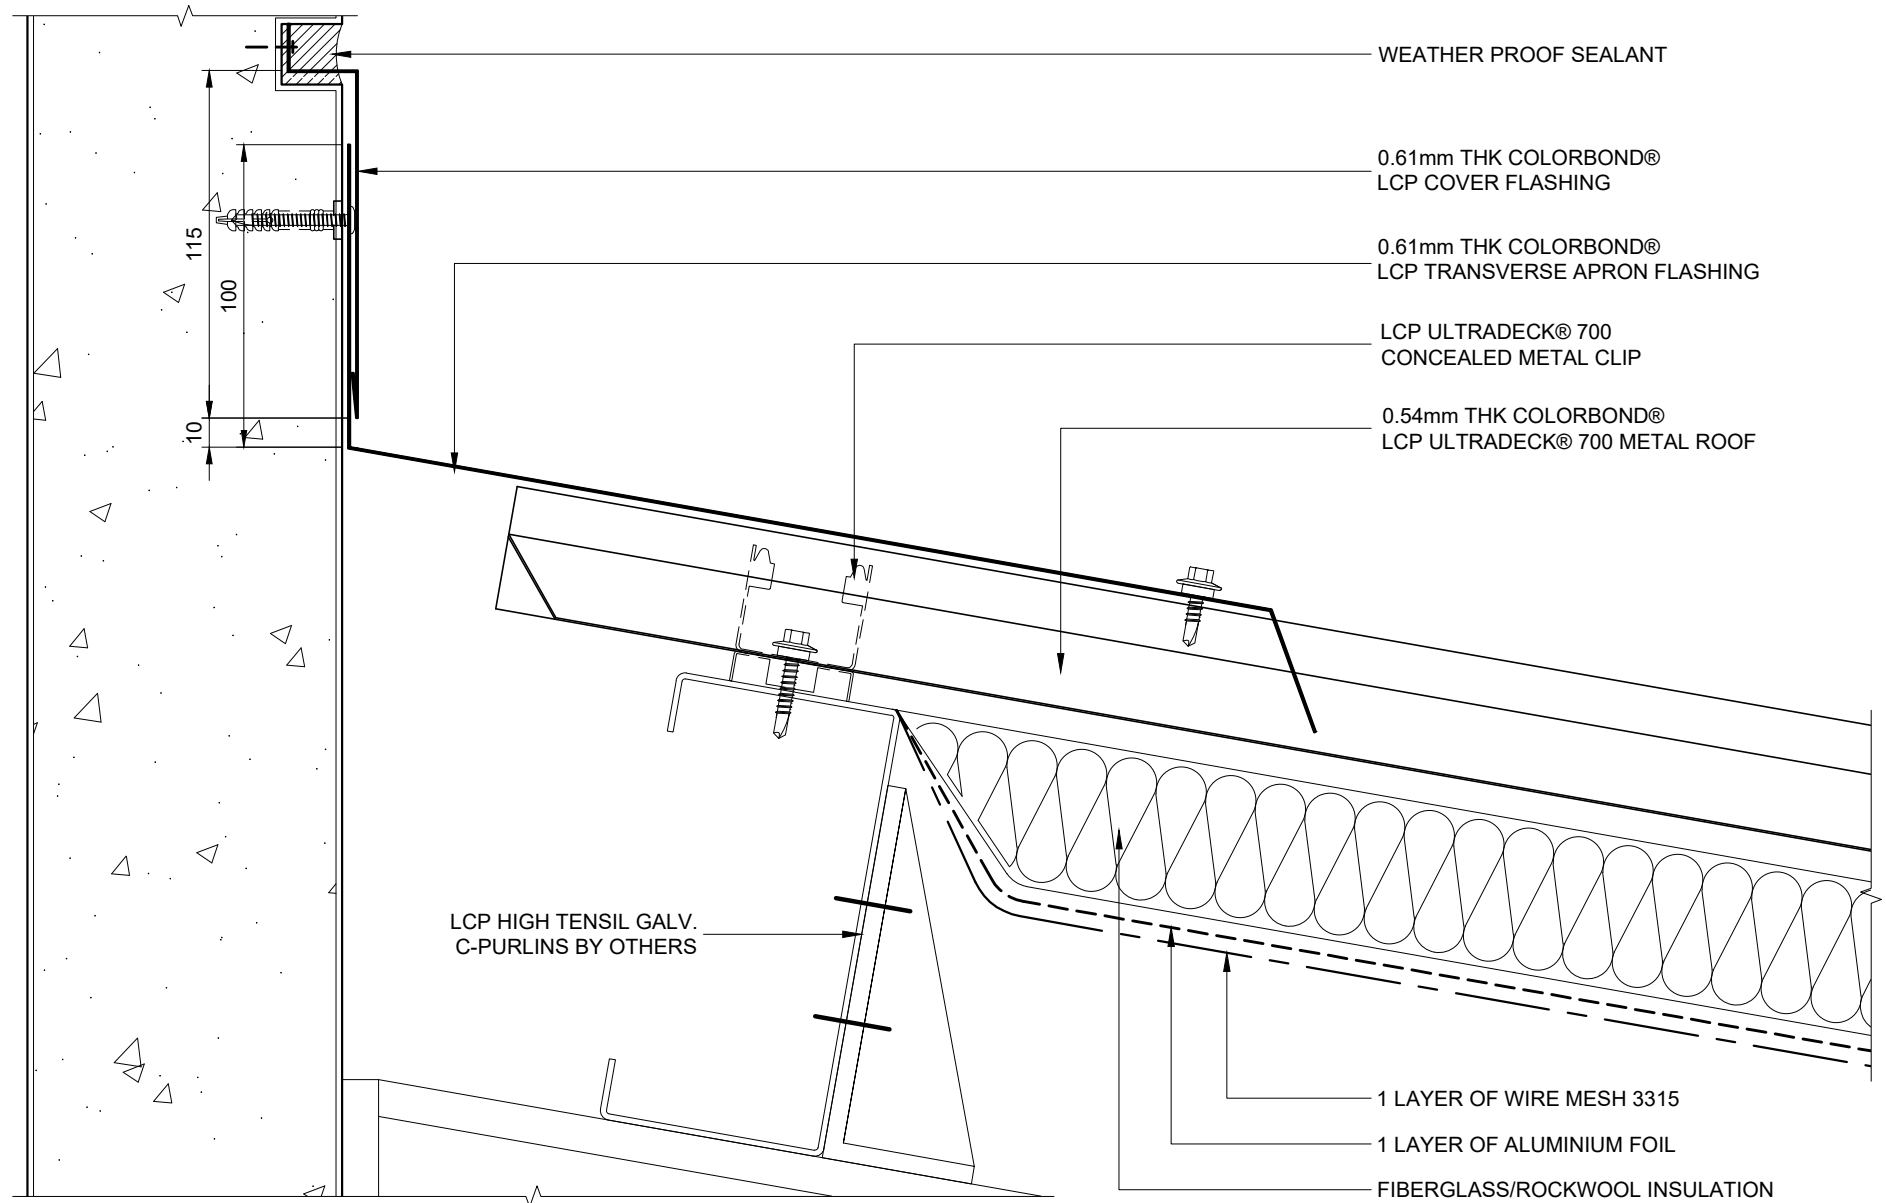 WEATHER PROOF SEALANT
0.61mm THK COLORBOND®
LCP COVER FLASHING
0.61mm THK COLORBOND®
LCP TRANSVERSE APRON FLASHING
LCP ULTRADECK® 700
CONCEALED METAL CLIP
0.54mm THK COLORBOND®
LCP ULTRADECK® 700 METAL ROOF
115
100
10
LCP HIGH TENSIL GALV.
C-PURLINS BY OTHERS
1 LAYER OF WIRE MESH 3315
1 LAYER OF ALUMINIUM FOIL
FIBERGLASS/ROCKWOOL INSULATION